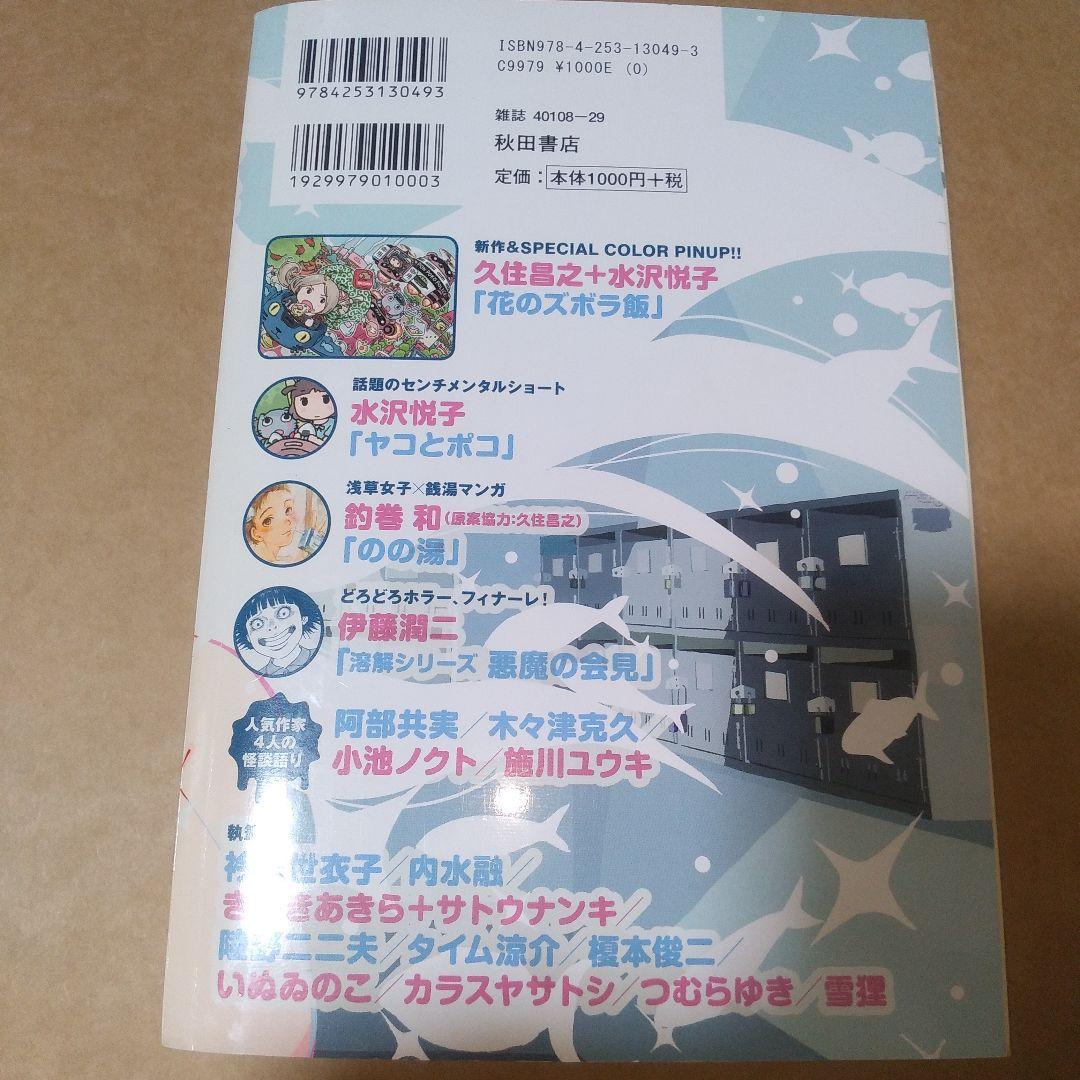 ISBN978-4-253-13049-3
C9979 ¥1000E (0)
9784253130493
雑誌 40108-29
秋田書店
1929979010003
定価：本体1000円+税
新作&SPECIAL COLOR PINUP!!
久住昌之+水沢悦子
「花のズボラ飯」
話題のセンチメンタルショート
水沢悦子
「ヤコとポコ」
浅草女子×銭湯マンガ
釣巻 和(原案協力:久住昌之)
「のの湯」
どろどろホラー、フィナーレ!
伊藤潤二
「溶解シリーズ 悪魔の会見」
人気作家
4人の
怪談語り
阿部共実／木々津克久／
小池ノクト／施川ユウキ
執
世衣子／内水融／
きあきら+サトウナンキ／
二二夫／タイム涼介／榎本俊二／
いぬゐのこ／カラスヤサトシ／つむらゆき／雪狸